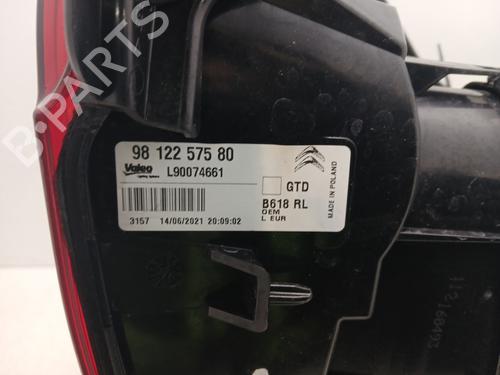 B-PARTS
98 122 575 80
Valeo
L90074661
GTD
MADE IN POLAND
B618 RL
OEM
L EUR
3157 14/06/2021 20:09:02